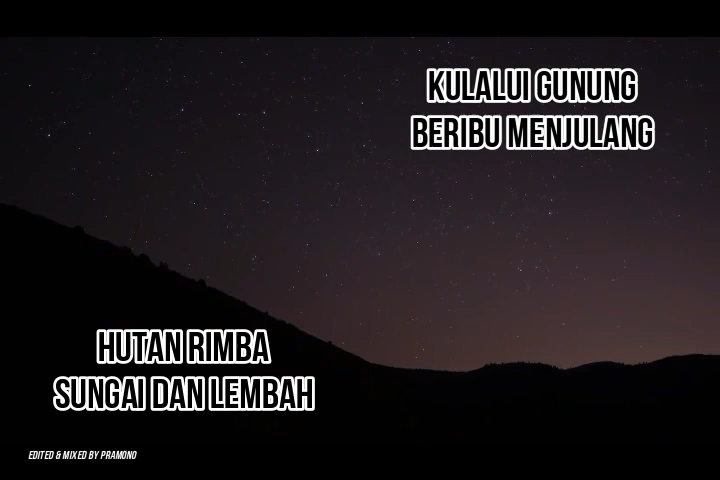 KULALUI GUNUNG
BERIBU MENJULANG
HUTAN RIMBA
SUNGAI DAN LEMBAH
EDITED & MIXED BY PRAMONO